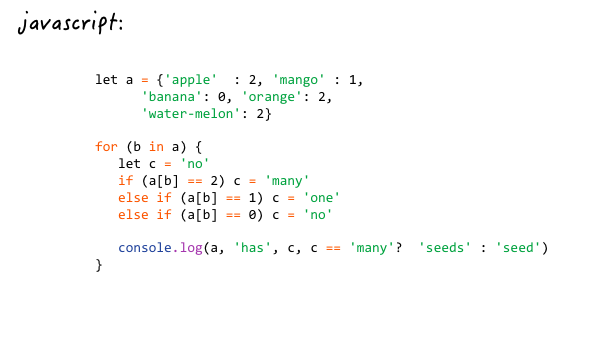 javascript:
let a = {'apple'  : 2, 'mango' : 1,
      'banana': 0, 'orange': 2,
      'water-melon': 2}
for (b in a) {
   let c = 'no'
   if (a[b] == 2) c = 'many'
   else if (a[b] == 1) c = 'one'
   else if (a[b] == 0) c = 'no'
   console.log(a, 'has', c, c == 'many'?  'seeds' : 'seed')
}